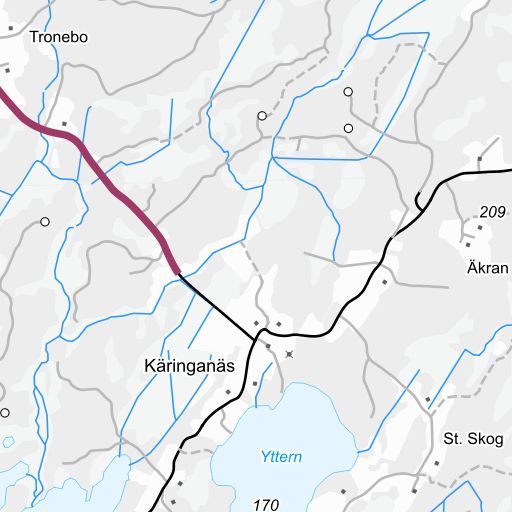 Tronebo
209
Äkran
Käringanäs
St. Skog
Yttern
170